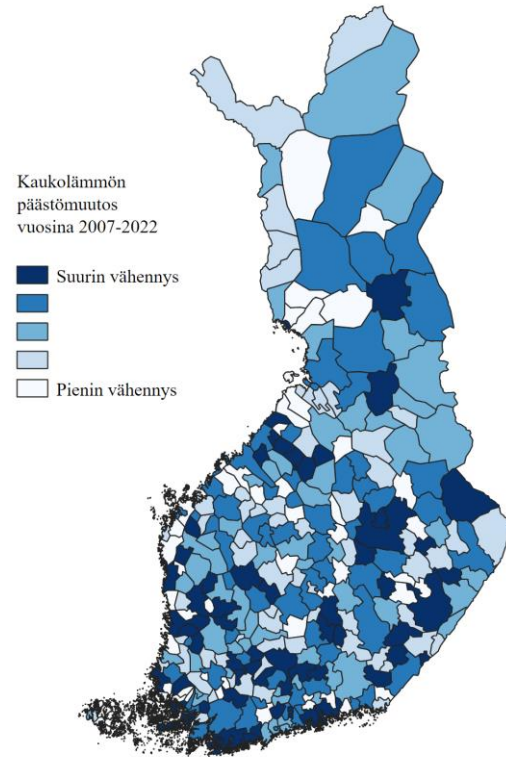 Kaukolämmön
päästömuutos
vuosina 2007-2022
Suurin vähennys
Pienin vähennys